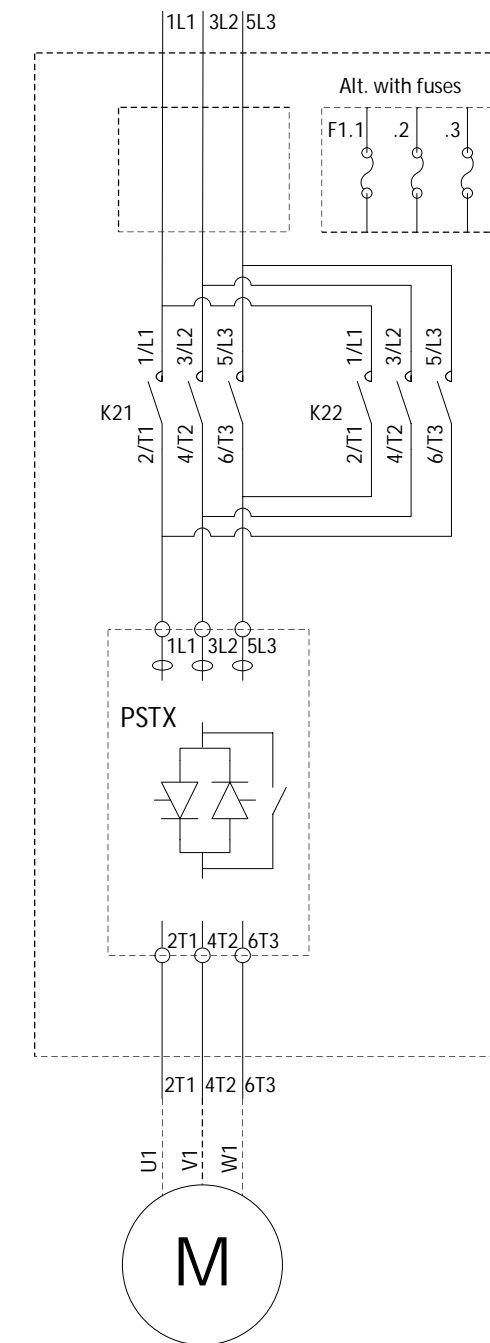 1L1 3L2 5L3
Alt. with fuses
F1.1 .2 .3
1/L1 3/L2 5/L3 1/L1 3/L2 5/L3
K21 K22
2/T1 4/T2 6/T3 2/T1 4/T2 6/T3
1L1 3L2 5L3
PSTX
2T1 4T2 6T3
2T1 4T2 6T3
U1 V1 W1
M